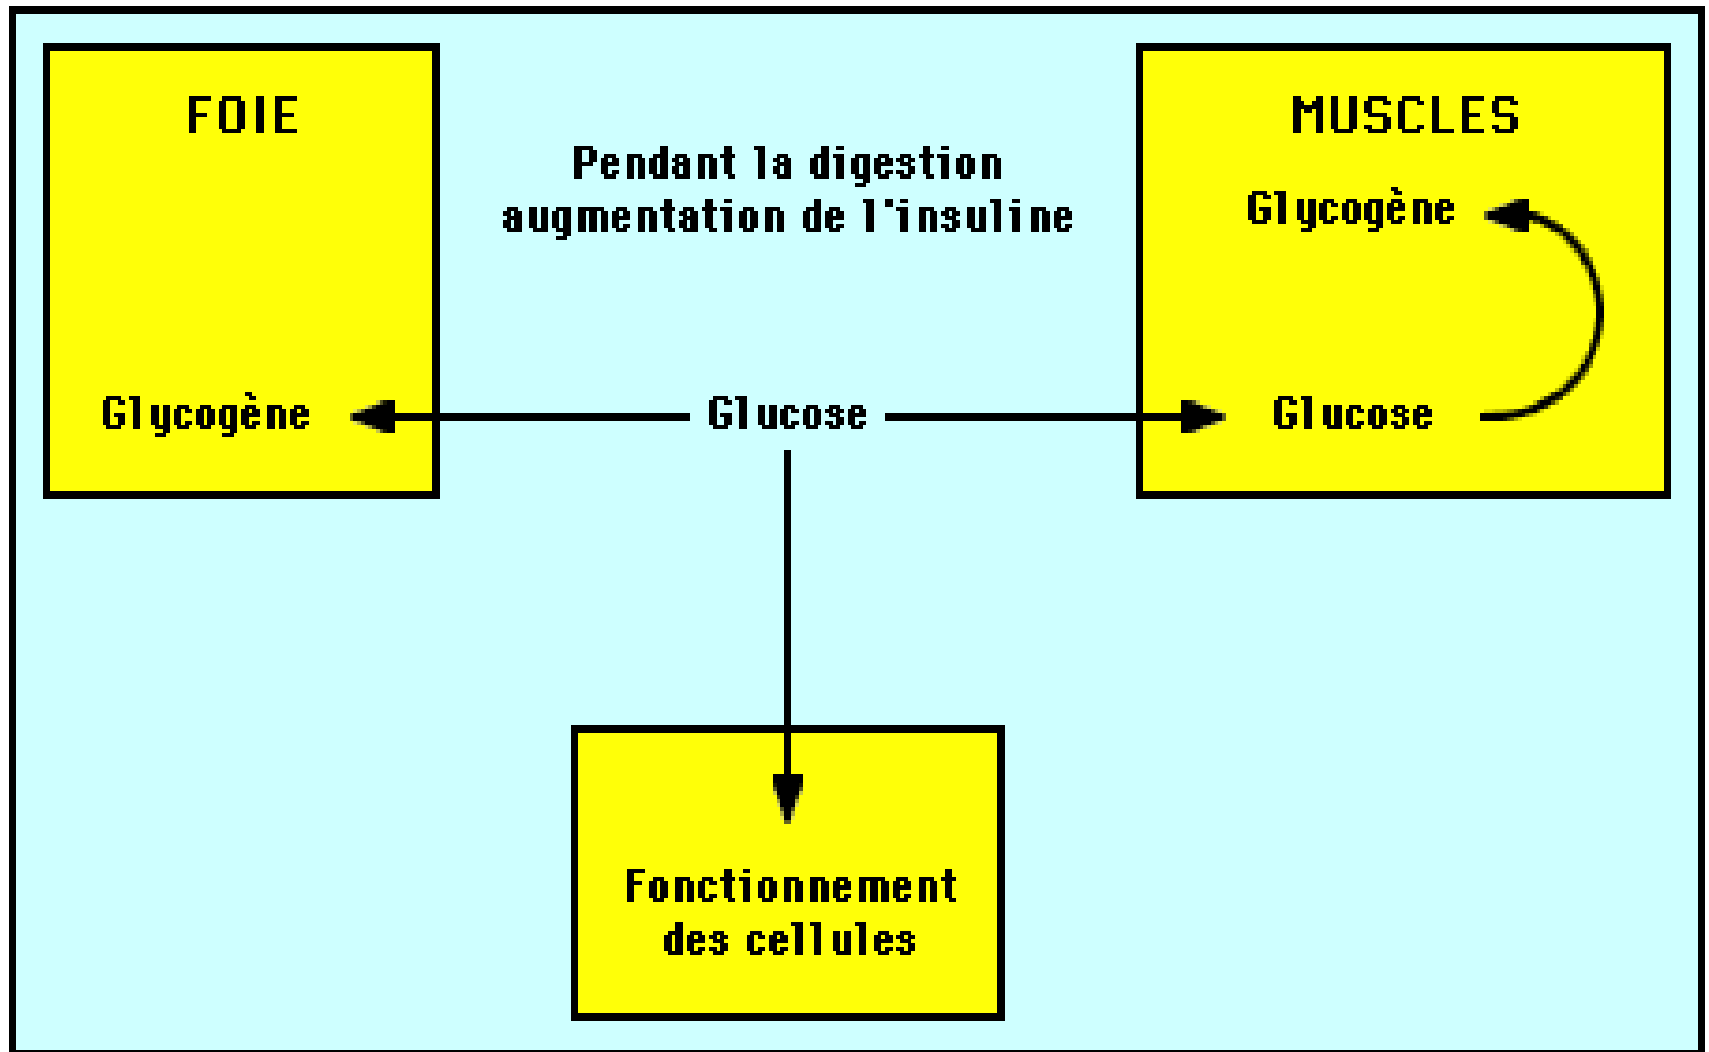 FOIE
MUSCLES
Pendant la digestion
augmentation de l'insuline
Glycogène
Glycogène
Glucose
Glucose
Fonctionnement
des cellules